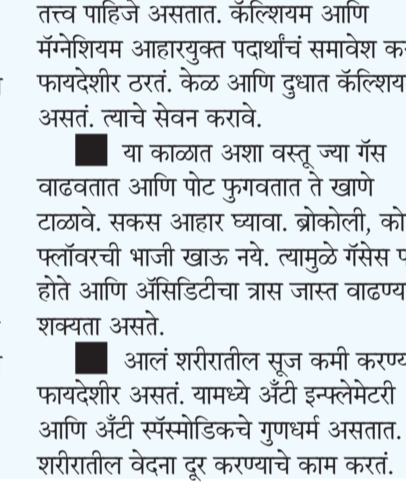 तत्त्व पाहिजे असतात. कॅल्शियम आणि
मॅग्नेशियम आहारयुक्त पदार्थांचं समावेश क
फायदेशीर ठरतं. केळ आणि दुधात कॅल्शिय
असतं. त्याचे सेवन करावे.
■ या काळात अशा वस्तू ज्या गॅस
वाढवतात आणि पोट फुगवतात ते खाणे
टाळावे. सकस आहार घ्यावा. ब्रोकोली, को
फ्लॉवरची भाजी खाऊ नये. त्यामुळे गॅसेस
होते आणि ॲसिडिटीचा त्रास जास्त वाढण्य
शक्यता असते.
■ आलं शरीरातील सूज कमी करण्य
फायदेशीर असतं. यामध्ये अँटी इन्फ्लेमेटरी
आणि अँटी स्पॅस्मोडिकचे गुणधर्म असतात.
शरीरातील वेदना दूर करण्याचे काम करतं.